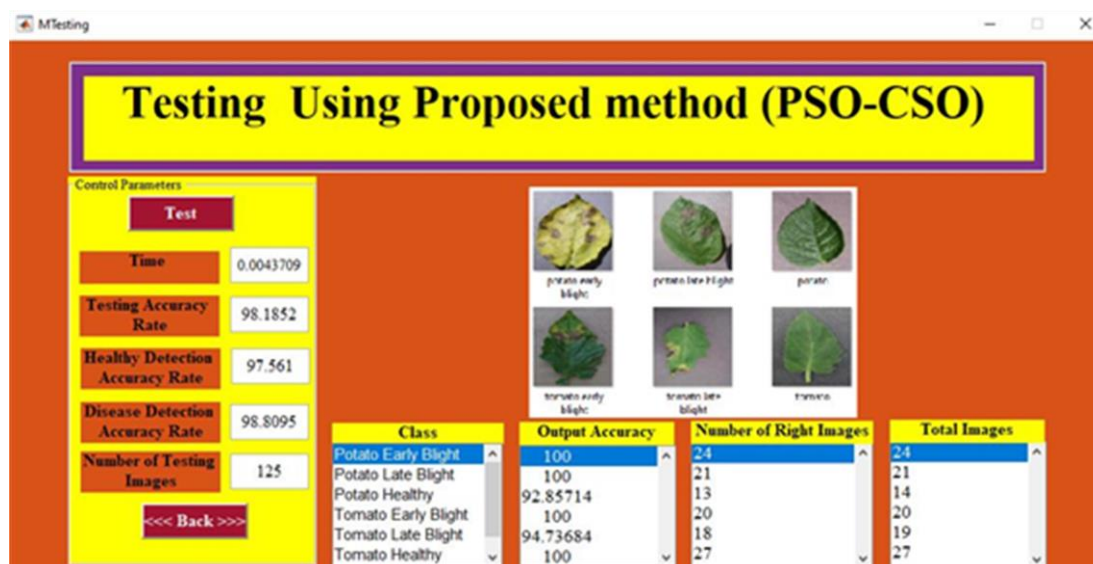 MTesting
Testing Using Proposed method (PSO-CSO)
Control Parameters
Test
Time
0.0043709
Testing Accuracy
Rate
98.1852
Healthy Detection
Accuracy Rate
97.561
Disease Detection
Accuracy Rate
98.8095
Number of Testing
Images
125
<<< Back >>>
potato early
blight
potato late blight
potato
tomato early
blight
tomato late
blight
tomato
Class
Output Accuracy
Number of Right Images
Total Images
Potato Early Blight
100
24
24
Potato Late Blight
100
21
21
Potato Healthy
92.85714
13
14
Tomato Early Blight
100
20
20
Tomato Late Blight
94.73684
18
19
Tomato Healthy
100
27
27